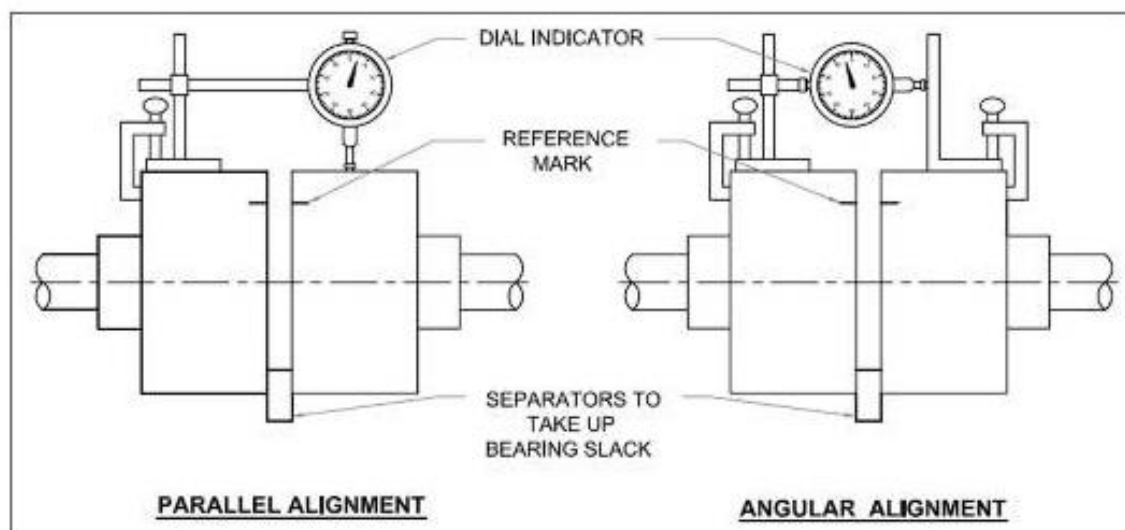 DIAL INDICATOR
REFERENCE
MARK
SEPARATORS TO
TAKE UP
BEARING SLACK
PARALLEL ALIGNMENT
ANGULAR ALIGNMENT